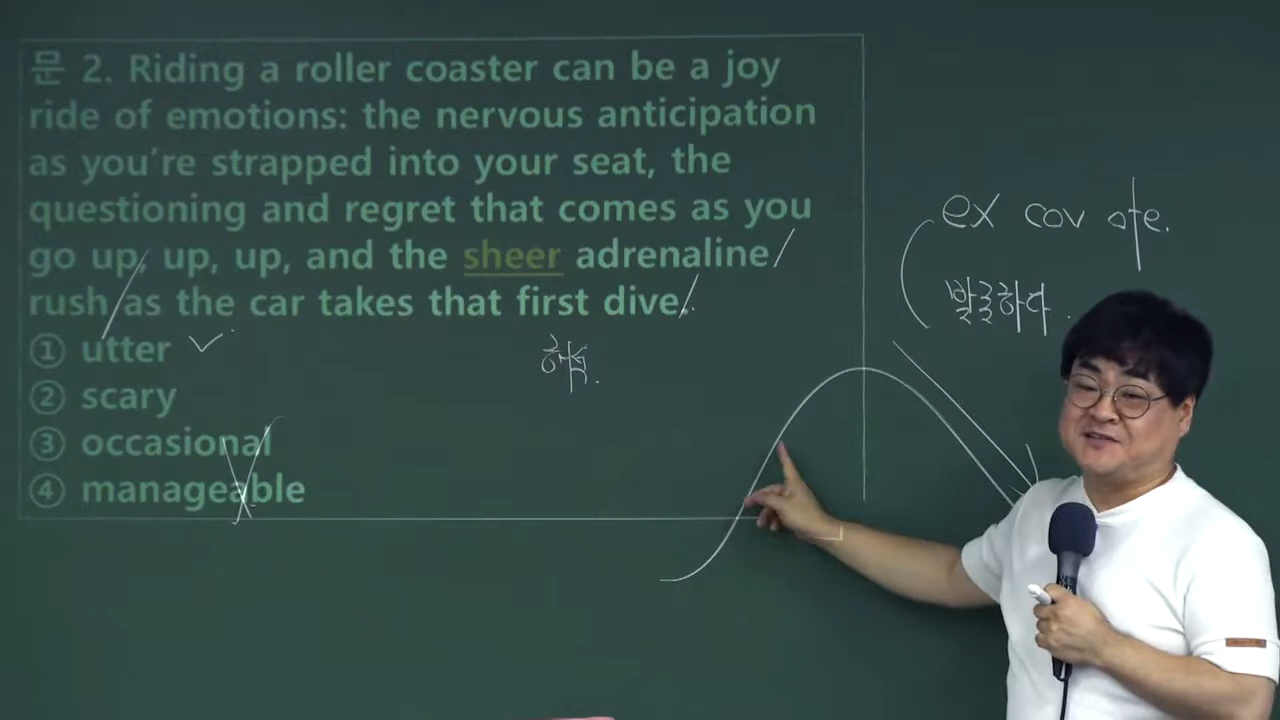 문 2. Riding a roller coaster can be a joy
ride of emotions: the nervous anticipation
as you're strapped into your seat, the
questioning and regret that comes as you
go up, up, up, and the sheer adrenaline
rush as the car takes that first dive.
① utter
② scary
③ occasional
④ manageable
ex cov ate.
발굴하다.